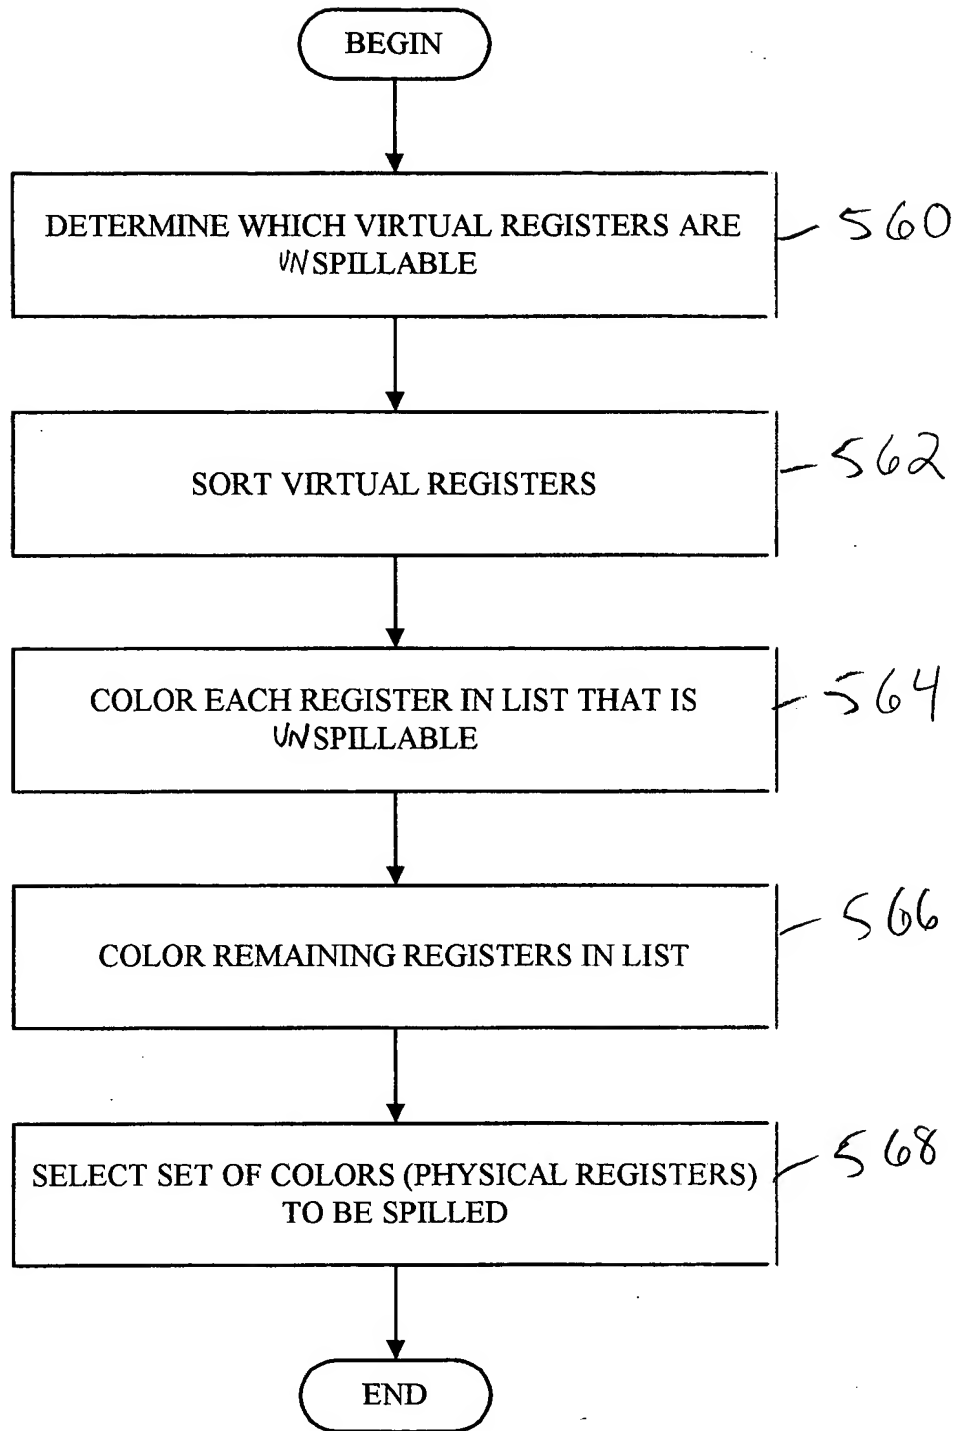 BEGIN
DETERMINE WHICH VIRTUAL REGISTERS ARE
UNSPILLABLE
560
SORT VIRTUAL REGISTERS
562
COLOR EACH REGISTER IN LIST THAT IS
UNSPILLABLE
564
COLOR REMAINING REGISTERS IN LIST
566
SELECT SET OF COLORS (PHYSICAL REGISTERS)
TO BE SPILLED
568
END